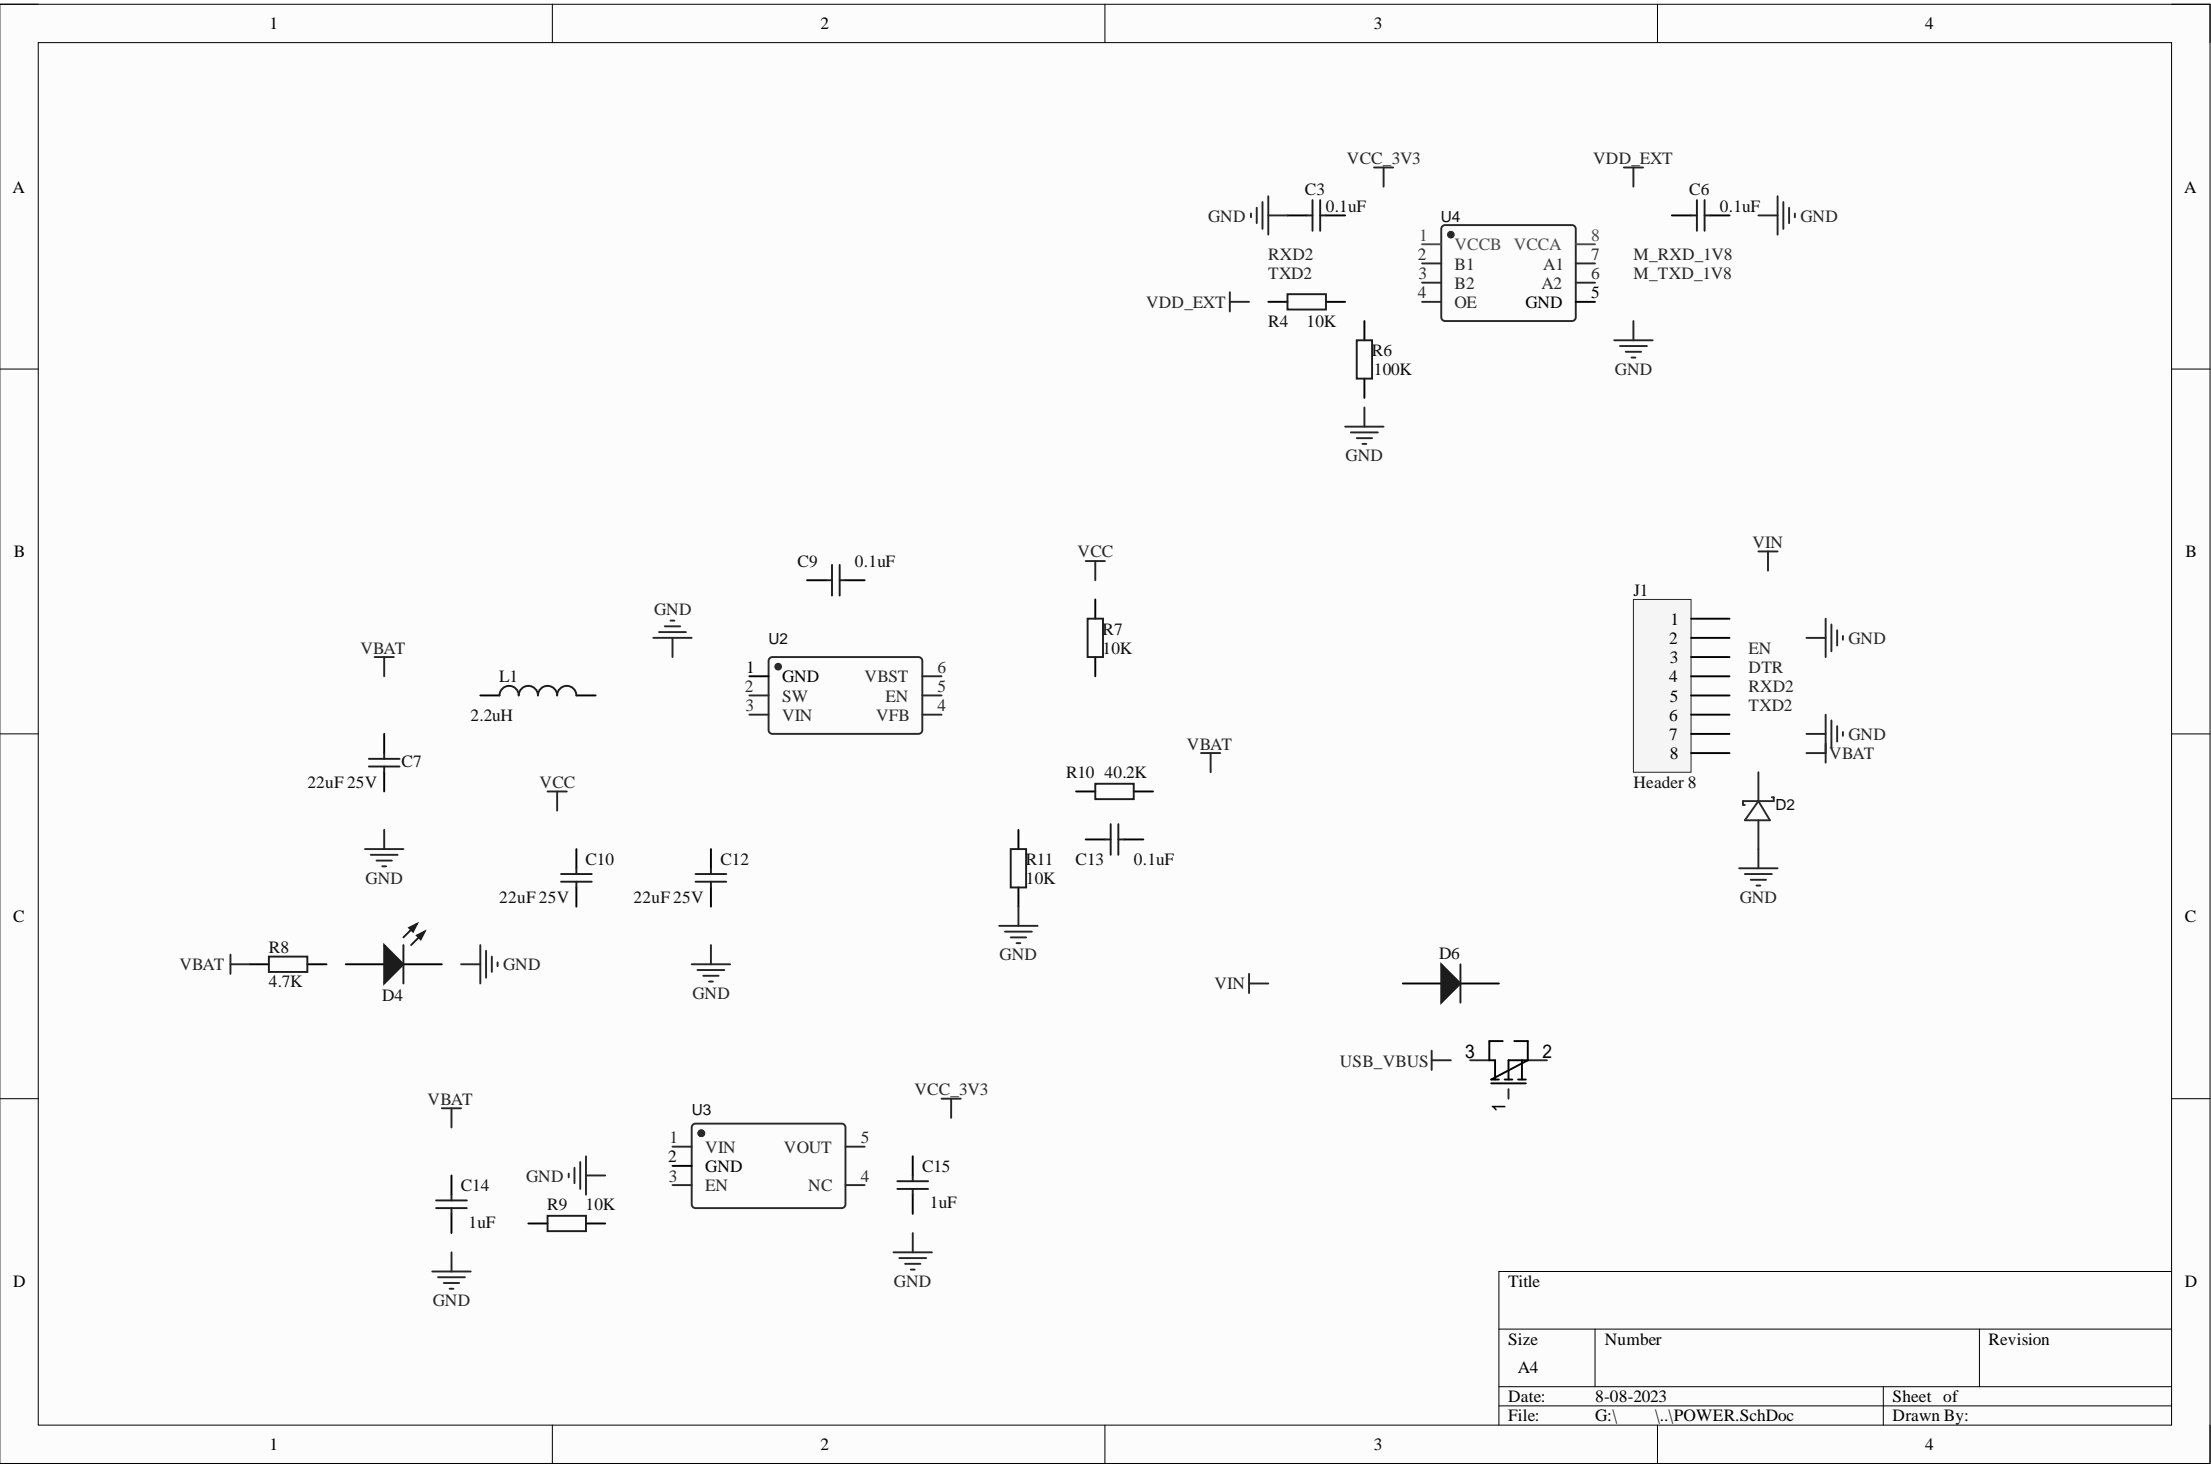 1 2 3 4
A A
VCC_3V3 VDD_EXT
C3 C6
GND 0.1uF 0.1uF GND
U4
1 VCCB VCCA 8
RXD2 2 B1 A1 7 M_RXD_1V8
TXD2 3 B2 A2 6 M_TXD_1V8
VDD_EXT 4 OE GND 5
R4 10K
R6
100K GND
GND
B B
VIN
VCC
C9 0.1uF
J1
GND
1
R7
U2
2 GND
VBAT 10K
3 EN
1 GND VBST 6
4 DTR
L1
2 SW EN 5
5 RXD2
2.2uH 3 VIN VFB 4
6 TXD2
7 GND
VBAT
8 VBAT
C7
22uF 25V
VCC
R10 40.2K
Header 8
D2
C10 C12 R11 C13 0.1uF
GND 10K
22uF 25V 22uF 25V GND
C C
R8 GND D6
VBAT GND
4.7K D4 GND VIN
USB_VBUS 3 2
1
VBAT VCC_3V3
U3
1 VIN VOUT 5
2 GND C15
GND
3 EN NC 4
C14
R9 10K 1uF
1uF
D D
GND
GND
Title
Size Number Revision
A4
Date: 8-08-2023 Sheet of
File: G:\ \..\POWER.SchDoc Drawn By:
1 2 3 4